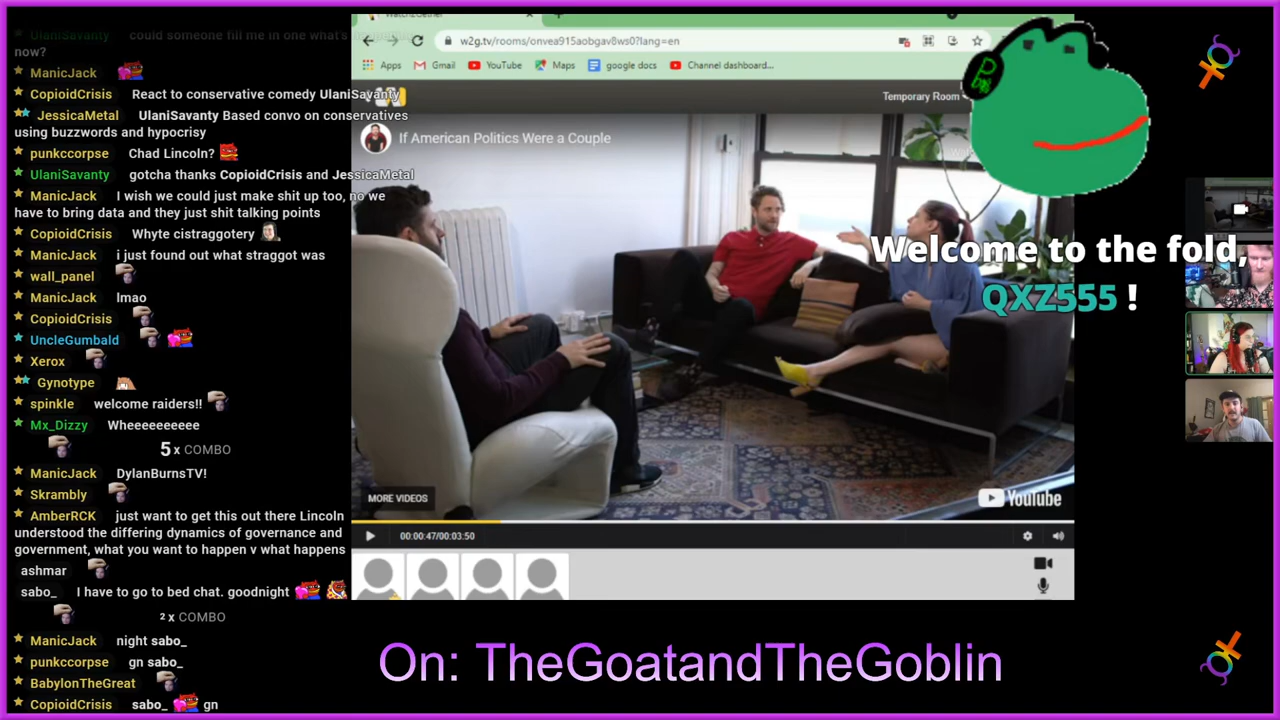 UlaniSavanty could someone fill me in one what's happening
now?
ManicJack
CopioidCrisis React to conservative comedy UlaniSavanty
JessicaMetal UlaniSavanty Based convo on conservatives
using buzzwords and hypocrisy
punkccorpse Chad Lincoln?
UlaniSavanty gotcha thanks CopioidCrisis and JessicaMetal
ManicJack I wish we could just make shit up too, no we
have to bring data and they just shit talking points
CopioidCrisis Whyte cistraggotery
ManicJack i just found out what straggot was
wall_panel
ManicJack lmao
CopioidCrisis
UncleGumbald
Xerox
Gynotype
spinkle welcome raiders!!
Mx_Dizzy Wheeeeeeeeee
5 x COMBO
ManicJack DylanBurnsTV!
Skrambly
AmberRCK just want to get this out there Lincoln
understood the differing dynamics of governance and
government, what you want to happen v what happens
ashmar
sabo_ I have to go to bed chat. goodnight
2 x COMBO
ManicJack night sabo_
punkccorpse gn sabo_
BabylonTheGreat
CopioidCrisis sabo_ gn
w2g.tv/rooms/onvea915aobgav8ws0?lang=en
Apps Gmail YouTube Maps google docs Channel dashboard...
Temporary Room
If American Politics Were a Couple
Welcome to the fold,
QXZ555 !
MORE VIDEOS
YouTube
00:00:47/00:03:50
On: TheGoatandTheGoblin